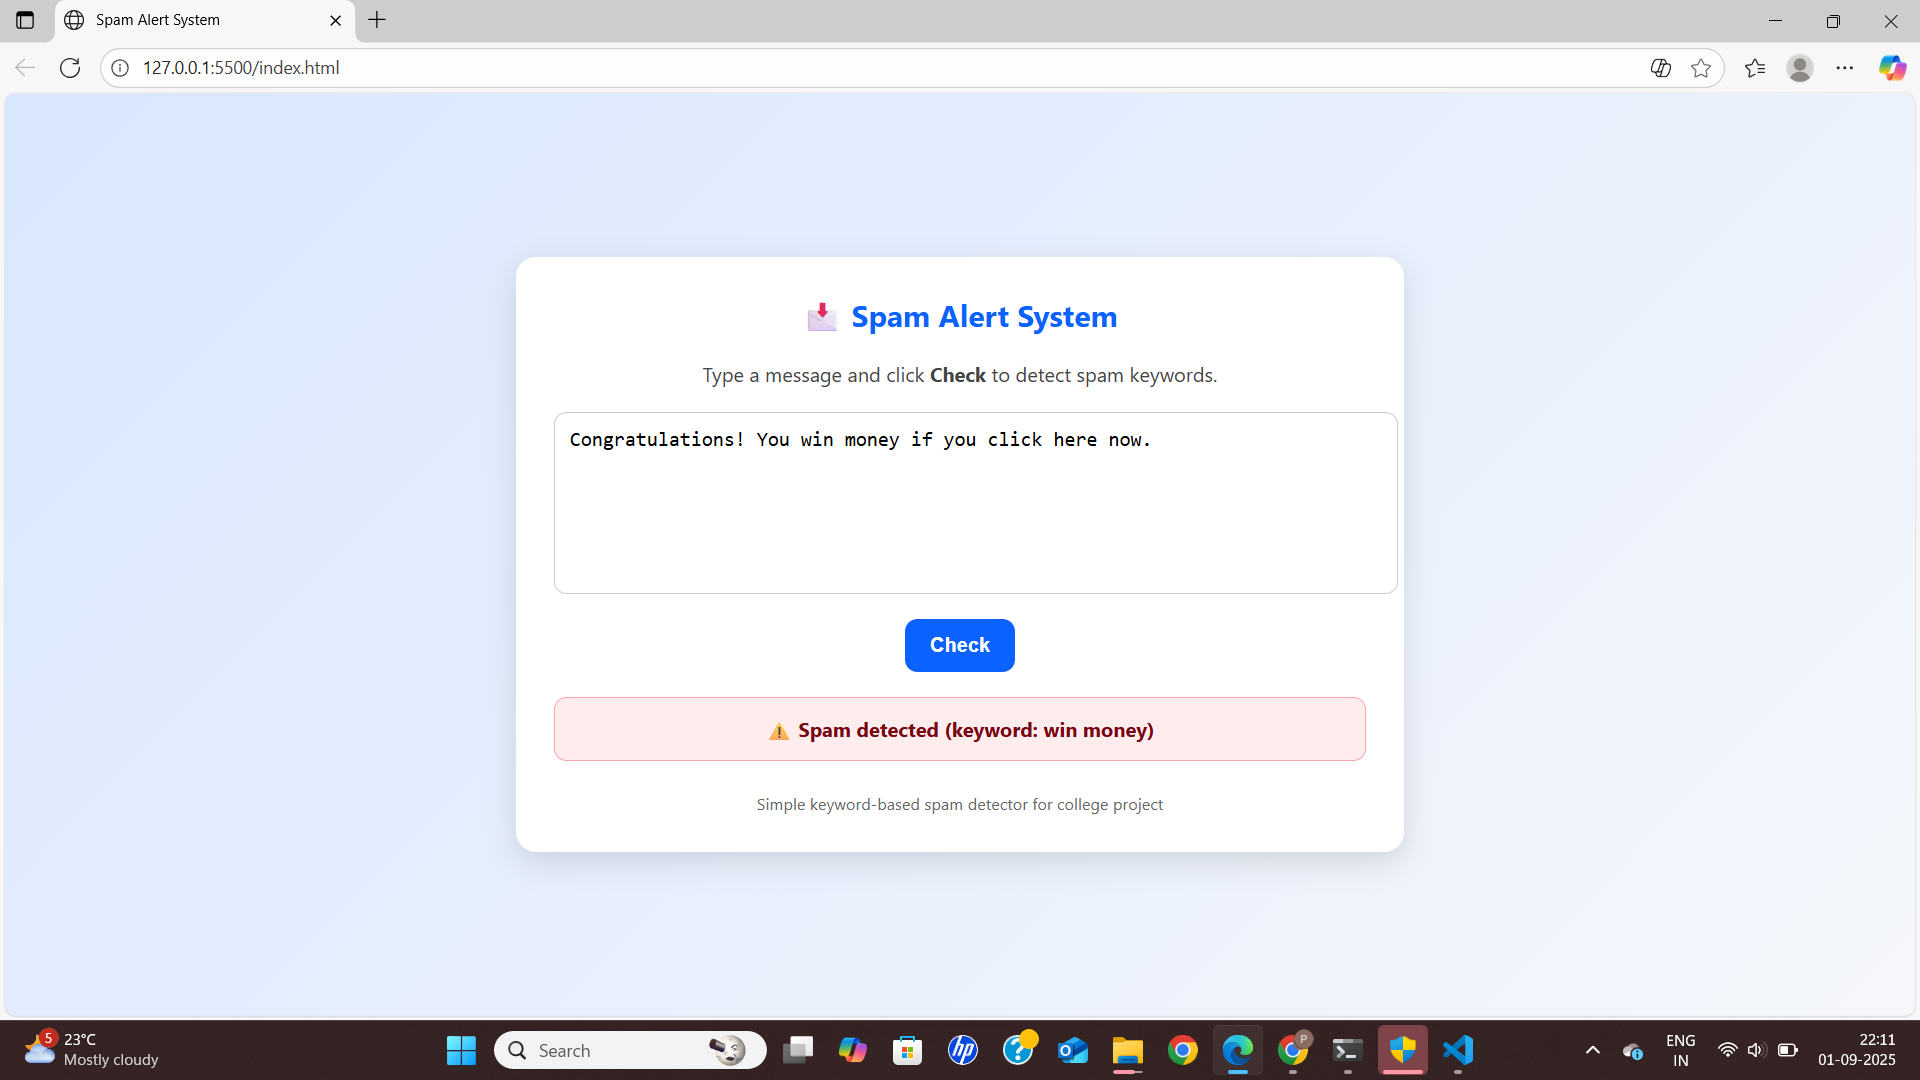 Spam Alert System
127.0.0.1:5500/index.html
Spam Alert System
Type a message and click Check to detect spam keywords.
Congratulations! You win money if you click here now.
Check
Spam detected (keyword: win money)
Simple keyword-based spam detector for college project
5
23°C
Mostly cloudy
Search
hp
P
ENG
IN
22:11
01-09-2025